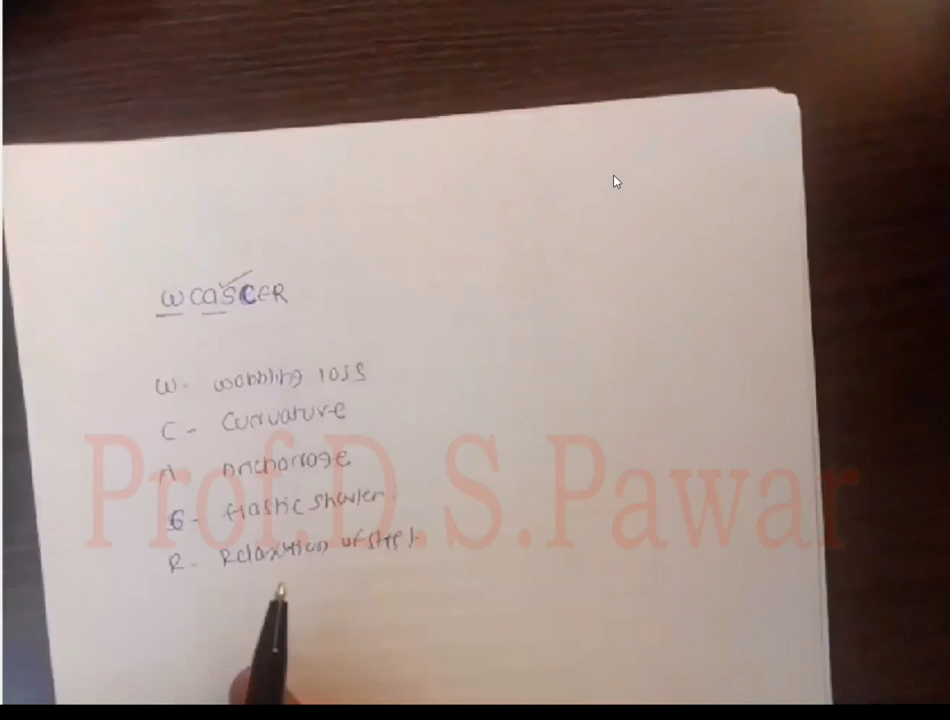 WCASCER
W - Wobbling loss
C - Curvature
A Anchorage
E - Elastic shorten.
R - Relaxation of steel.
Prof.D.S.Pawar